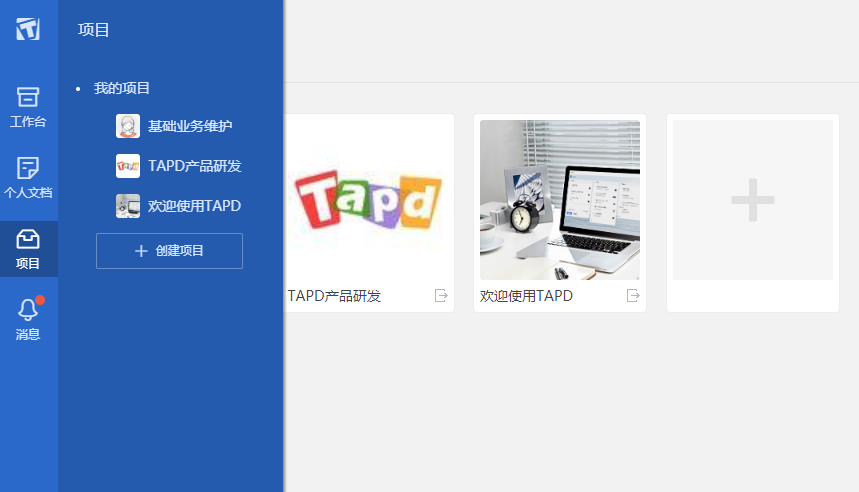 项目
我的项目
工作台
基础业务维护
TAPD产品研发
个人文档
欢迎使用TAPD
创建项目
项目
消息
Tapd
Tapd
TAPD产品研发
欢迎使用TAPD